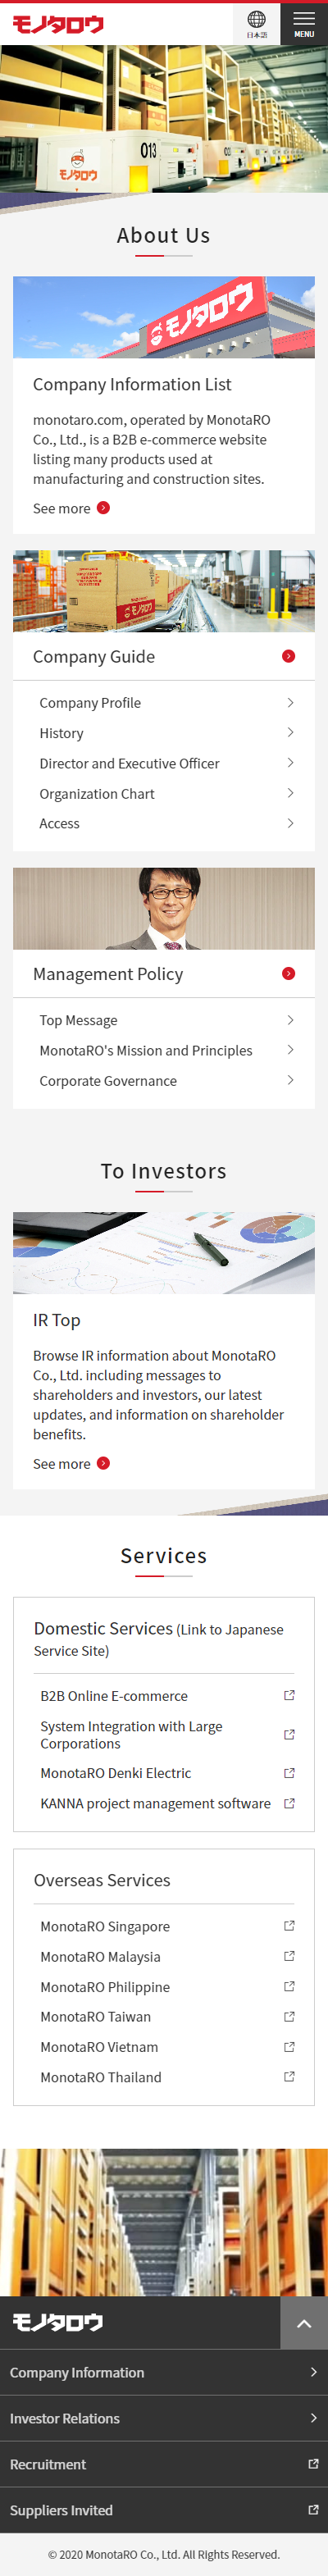 モノタロウ
日本語
MENU
013
モノタロウ
About Us
モノタロウ
Company Information List
monotaro.com, operated by MonotaRO
Co., Ltd., is a B2B e-commerce website
listing many products used at
manufacturing and construction sites.
See more
モノタロウ
Company Guide
Company Profile
History
Director and Executive Officer
Organization Chart
Access
Management Policy
Top Message
MonotaRO's Mission and Principles
Corporate Governance
To Investors
IR Top
Browse IR information about MonotaRO
Co., Ltd. including messages to
shareholders and investors, our latest
updates, and information on shareholder
benefits.
See more
Services
Domestic Services (Link to Japanese
Service Site)
B2B Online E-commerce
System Integration with Large
Corporations
MonotaRO Denki Electric
KANNA project management software
Overseas Services
MonotaRO Singapore
MonotaRO Malaysia
MonotaRO Philippine
MonotaRO Taiwan
MonotaRO Vietnam
MonotaRO Thailand
モノタロウ
Company Information
Investor Relations
Recruitment
Suppliers Invited
© 2020 MonotaRO Co., Ltd. All Rights Reserved.